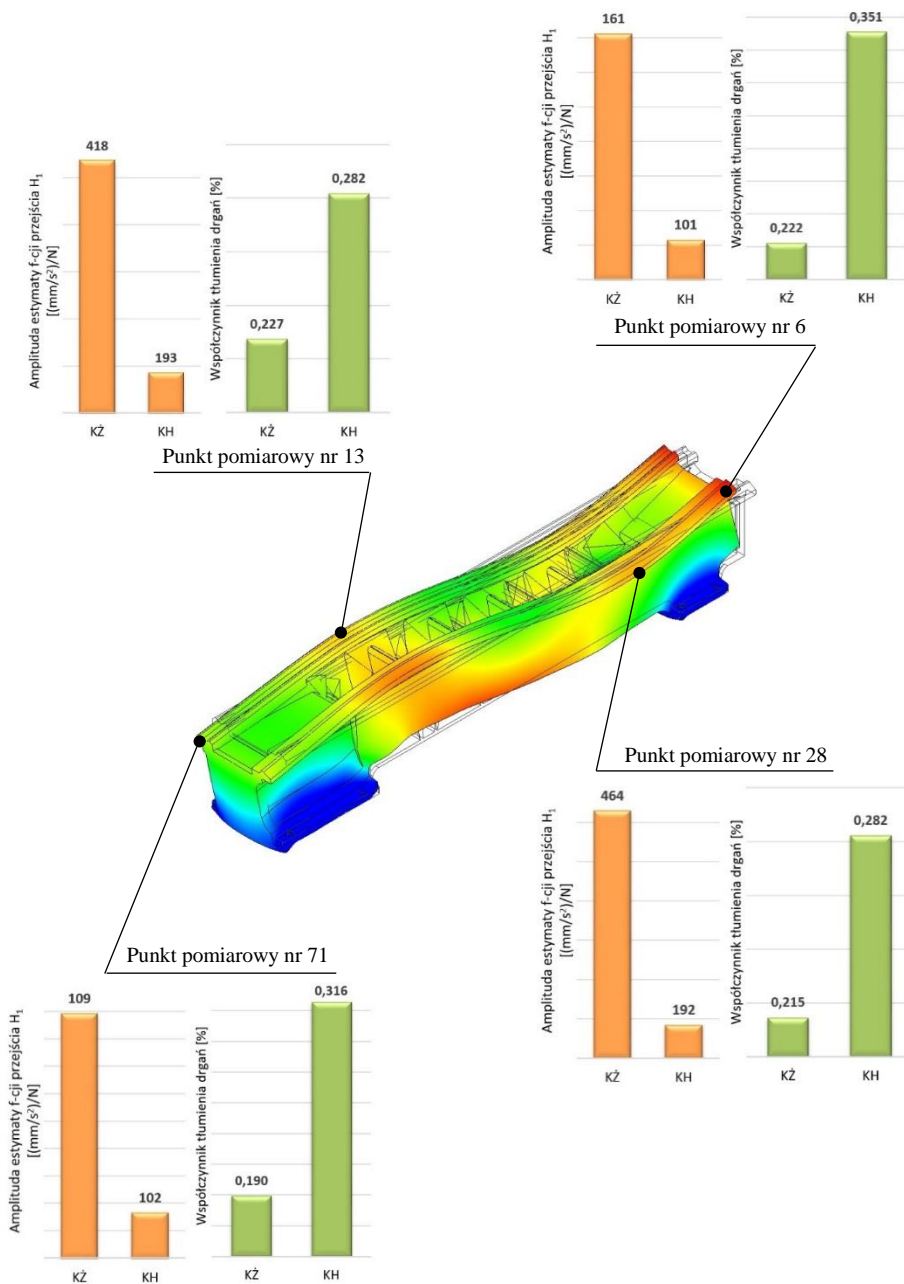 161
0,351
Amplituda estymaty f-cji przejścia H₁
[(mm/s²)/N]
101
Współczynnik tłumienia drgań [%]
0,222
KŻ
KH
KŻ
KH
Punkt pomiarowy nr 6
418
0,282
Amplituda estymaty f-cji przejścia H₁
[(mm/s²)/N]
193
Współczynnik tłumienia drgań [%]
0,227
KŻ
KH
KŻ
KH
Punkt pomiarowy nr 13
Punkt pomiarowy nr 28
464
0,282
Amplituda estymaty f-cji przejścia H₁
[(mm/s²)/N]
192
Współczynnik tłumienia drgań [%]
0,215
KŻ
KH
KŻ
KH
Punkt pomiarowy nr 71
109
0,316
Amplituda estymaty f-cji przejścia H₁
[(mm/s²)/N]
102
Współczynnik tłumienia drgań [%]
0,190
KŻ
KH
KŻ
KH